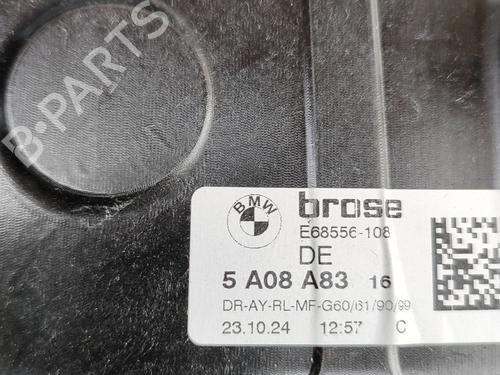 B-PARTS
BMW
brose
E68556-108
DE
5 A08 A83 16
DR-AY-RL-MF-G60/61/90/99
23.10.24 12:57 C